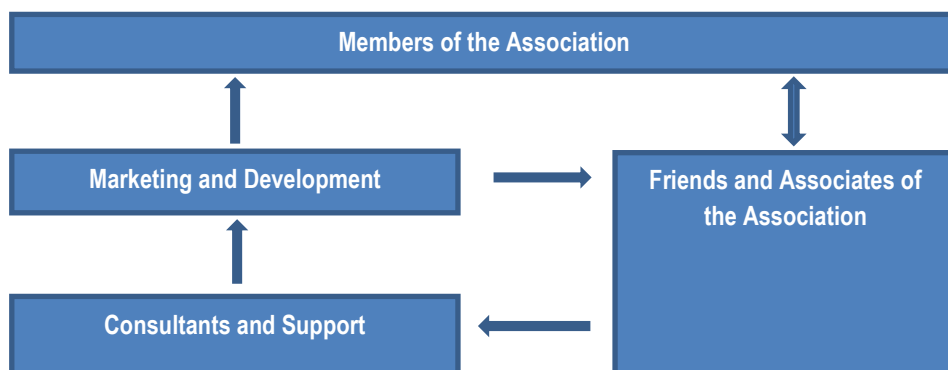 Members of the Association
Marketing and Development
Friends and Associates of
the Association
Consultants and Support